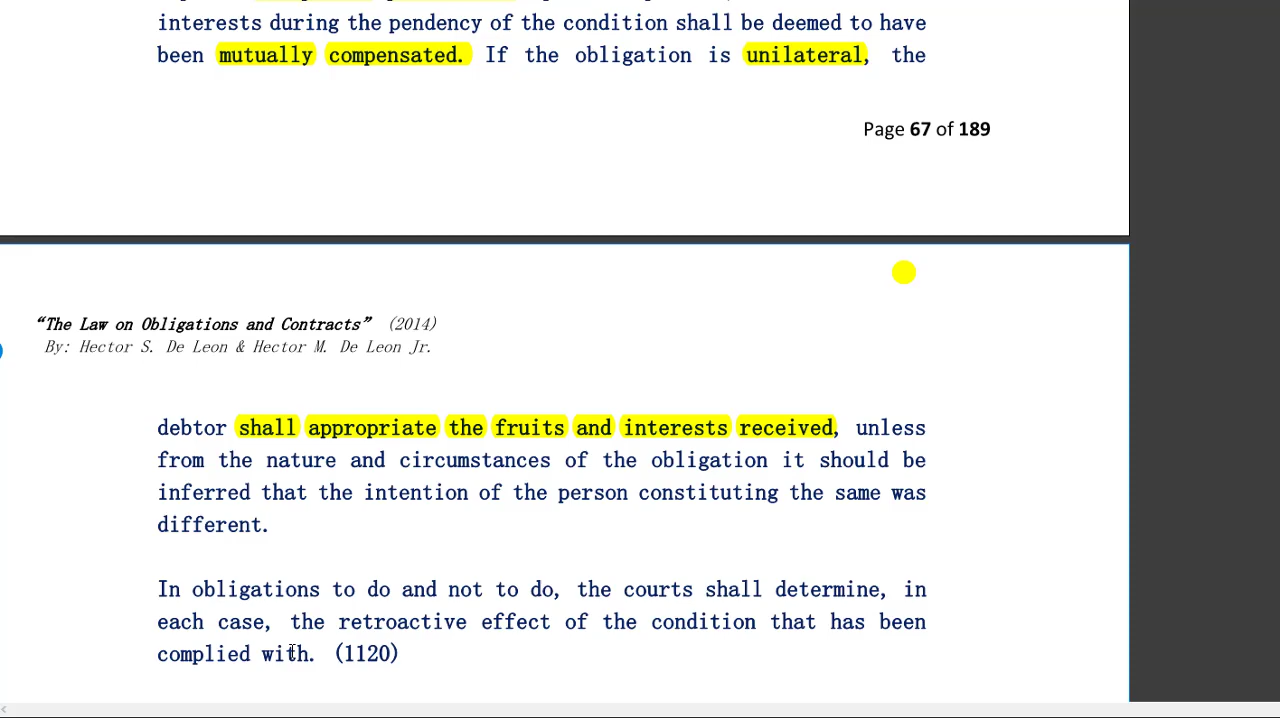 interests during the pendency of the condition shall be deemed to have
been mutually compensated. If the obligation is unilateral, the
Page 67 of 189
“The Law on Obligations and Contracts” (2014)
By: Hector S. De Leon & Hector M. De Leon Jr.
debtor shall appropriate the fruits and interests received, unless
from the nature and circumstances of the obligation it should be
inferred that the intention of the person constituting the same was
different.
In obligations to do and not to do, the courts shall determine, in
each case, the retroactive effect of the condition that has been
complied with. (1120)